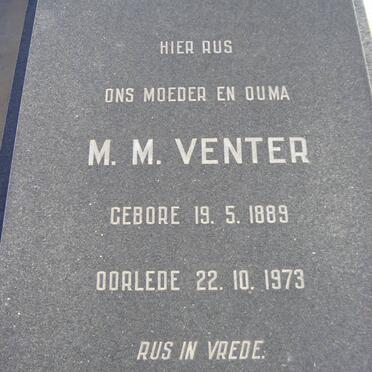 HIER RUS
ONS MOEDER EN OUMA
M. M. VENTER
GEBORE 19. 5. 1889
OORLEDE 22. 10. 1973
RUS IN VREDE.